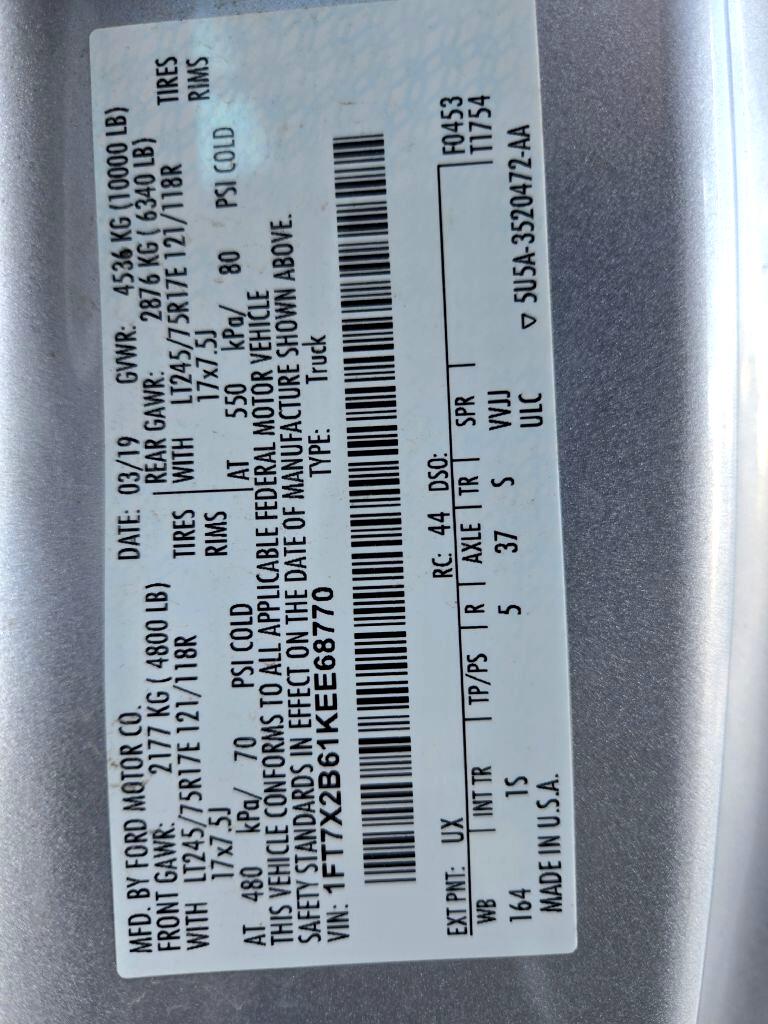 MFD. BY FORD MOTOR CO. DATE: 03/19 GVWR: 4536 KG (10000 LB)
FRONT GAWR: 2177 KG ( 4800 LB) REAR GAWR: 2876 KG ( 6340 LB)
WITH LT245/75R17E 121/118R TIRES WITH LT245/75R17E 121/118R TIRES
17x7.5J RIMS 17x7.5J RIMS
AT 480 kPa/ 70 PSI COLD AT 550 kPa/ 80 PSI COLD
THIS VEHICLE CONFORMS TO ALL APPLICABLE FEDERAL MOTOR VEHICLE
SAFETY STANDARDS IN EFFECT ON THE DATE OF MANUFACTURE SHOWN ABOVE.
VIN: 1FT7X2B61KEE68770 TYPE: Truck
EXT PNT: UX RC: 44 DSO: F0453
WB INT TR TP/PS R AXLE TR SPR T1754
164 1S 5 37 S VVJJ
MADE IN U.S.A. ULC ▽ 5U5A-3520472-AA